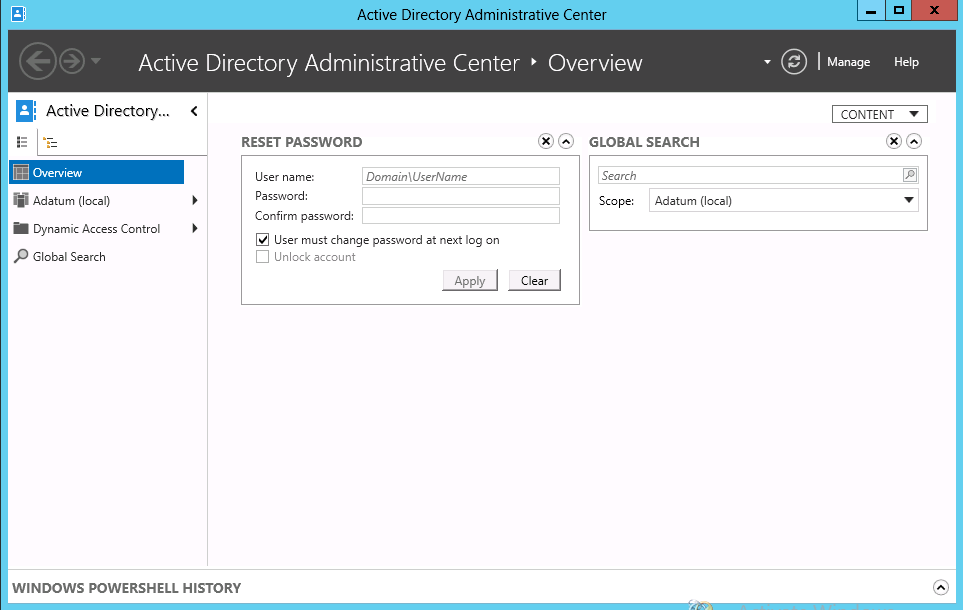 Active Directory Administrative Center
Active Directory Administrative Center ‣ Overview
Manage
Help
Active Directory...
Overview
Adatum (local)
Dynamic Access Control
Global Search
CONTENT
RESET PASSWORD
User name:
Domain\UserName
Password:
Confirm password:
User must change password at next log on
Unlock account
Apply
Clear
GLOBAL SEARCH
Search
Scope:
Adatum (local)
WINDOWS POWERSHELL HISTORY